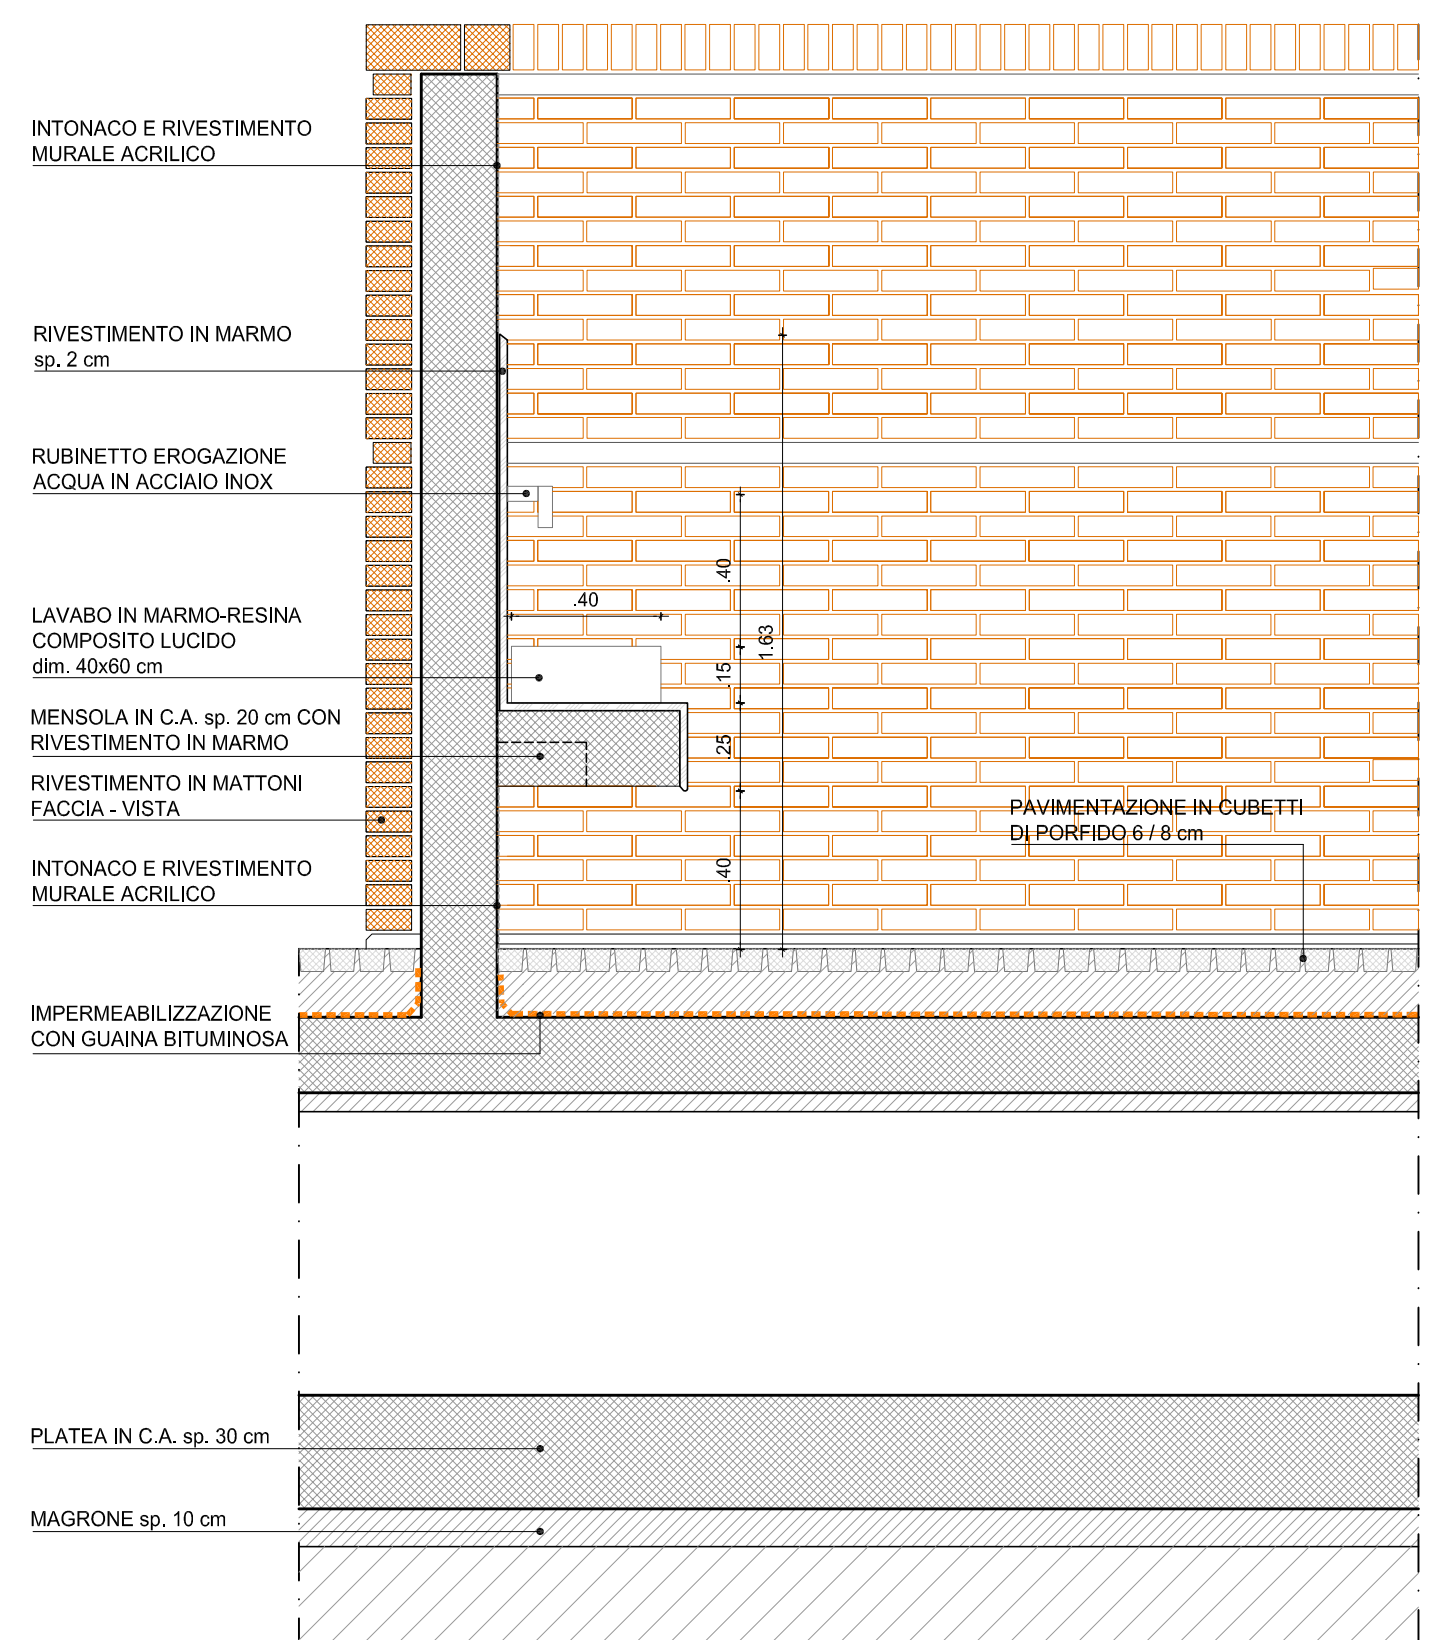 INTONACO E RIVESTIMENTO
MURALE ACRILICO
RIVESTIMENTO IN MARMO
sp. 2 cm
RUBINETTO EROGAZIONE
ACQUA IN ACCIAIO INOX
.40
.40
LAVABO IN MARMO-RESINA
COMPOSITO LUCIDO
dim. 40x60 cm
1.63
.15
MENSOLA IN C.A. sp. 20 cm CON
RIVESTIMENTO IN MARMO
.25
RIVESTIMENTO IN MATTONI
FACCIA - VISTA
PAVIMENTAZIONE IN CUBETTI
DI PORFIDO 6 / 8 cm
.40
INTONACO E RIVESTIMENTO
MURALE ACRILICO
IMPERMEABILIZZAZIONE
CON GUAINA BITUMINOSA
PLATEA IN C.A. sp. 30 cm
MAGRONE sp. 10 cm